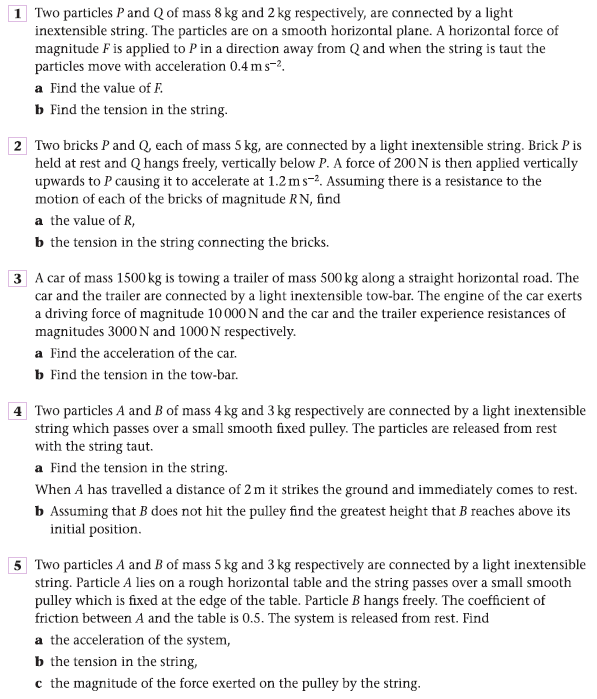 1 Two particles P and Q of mass 8 kg and 2 kg respectively, are connected by a light
inextensible string. The particles are on a smooth horizontal plane. A horizontal force of
magnitude F is applied to P in a direction away from Q and when the string is taut the
particles move with acceleration 0.4 m s⁻².
a Find the value of F.
b Find the tension in the string.
2 Two bricks P and Q, each of mass 5 kg, are connected by a light inextensible string. Brick P is
held at rest and Q hangs freely, vertically below P. A force of 200 N is then applied vertically
upwards to P causing it to accelerate at 1.2 m s⁻². Assuming there is a resistance to the
motion of each of the bricks of magnitude R N, find
a the value of R,
b the tension in the string connecting the bricks.
3 A car of mass 1500 kg is towing a trailer of mass 500 kg along a straight horizontal road. The
car and the trailer are connected by a light inextensible tow-bar. The engine of the car exerts
a driving force of magnitude 10 000 N and the car and the trailer experience resistances of
magnitudes 3000 N and 1000 N respectively.
a Find the acceleration of the car.
b Find the tension in the tow-bar.
4 Two particles A and B of mass 4 kg and 3 kg respectively are connected by a light inextensible
string which passes over a small smooth fixed pulley. The particles are released from rest
with the string taut.
a Find the tension in the string.
When A has travelled a distance of 2 m it strikes the ground and immediately comes to rest.
b Assuming that B does not hit the pulley find the greatest height that B reaches above its
initial position.
5 Two particles A and B of mass 5 kg and 3 kg respectively are connected by a light inextensible
string. Particle A lies on a rough horizontal table and the string passes over a small smooth
pulley which is fixed at the edge of the table. Particle B hangs freely. The coefficient of
friction between A and the table is 0.5. The system is released from rest. Find
a the acceleration of the system,
b the tension in the string,
c the magnitude of the force exerted on the pulley by the string.